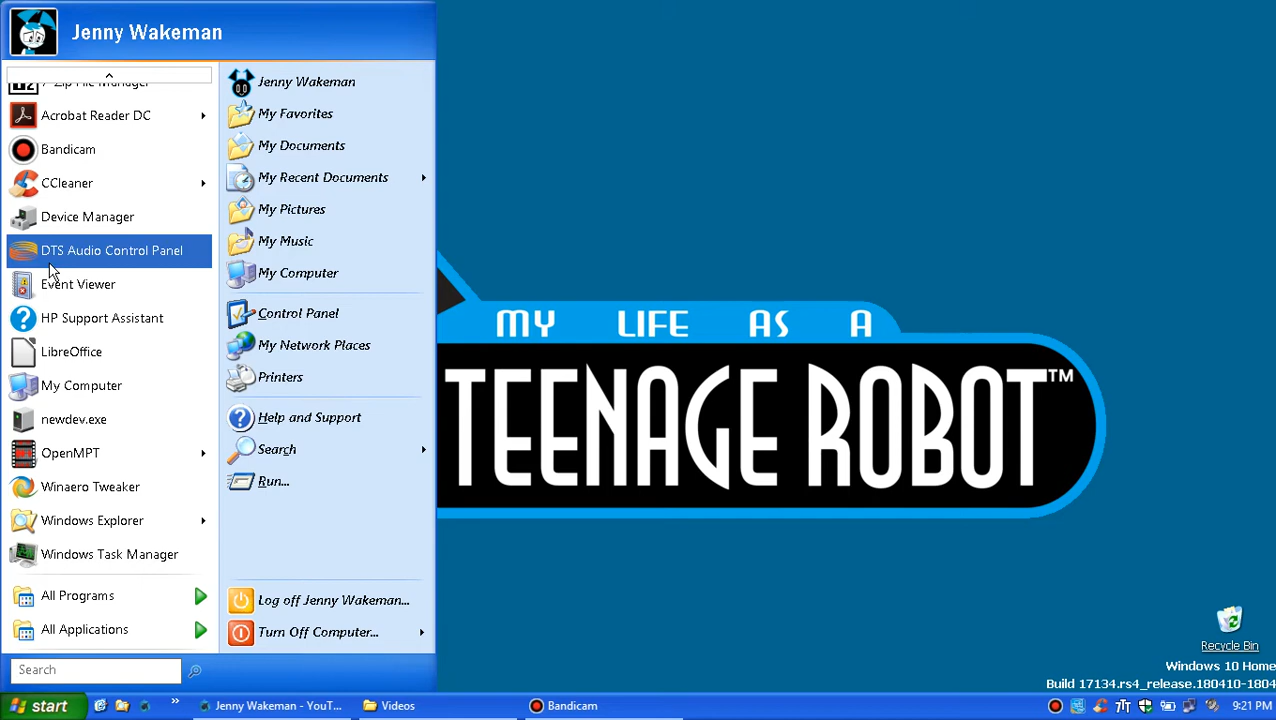 Jenny Wakeman
7-Zip File Manager
Acrobat Reader DC
Bandicam
CCleaner
Device Manager
DTS Audio Control Panel
Event Viewer
HP Support Assistant
LibreOffice
My Computer
newdev.exe
OpenMPT
Winaero Tweaker
Windows Explorer
Windows Task Manager
All Programs
All Applications
Search
Jenny Wakeman
My Favorites
My Documents
My Recent Documents
My Pictures
My Music
My Computer
Control Panel
My Network Places
Printers
Help and Support
Search
Run...
Log off Jenny Wakeman...
Turn Off Computer...
MY LIFE AS A
TEENAGE ROBOT™
Recycle Bin
Windows 10 Home
Build 17134.rs4_release.180410-1804
start
»
Jenny Wakeman - YouT...
Videos
Bandicam
9:21 PM